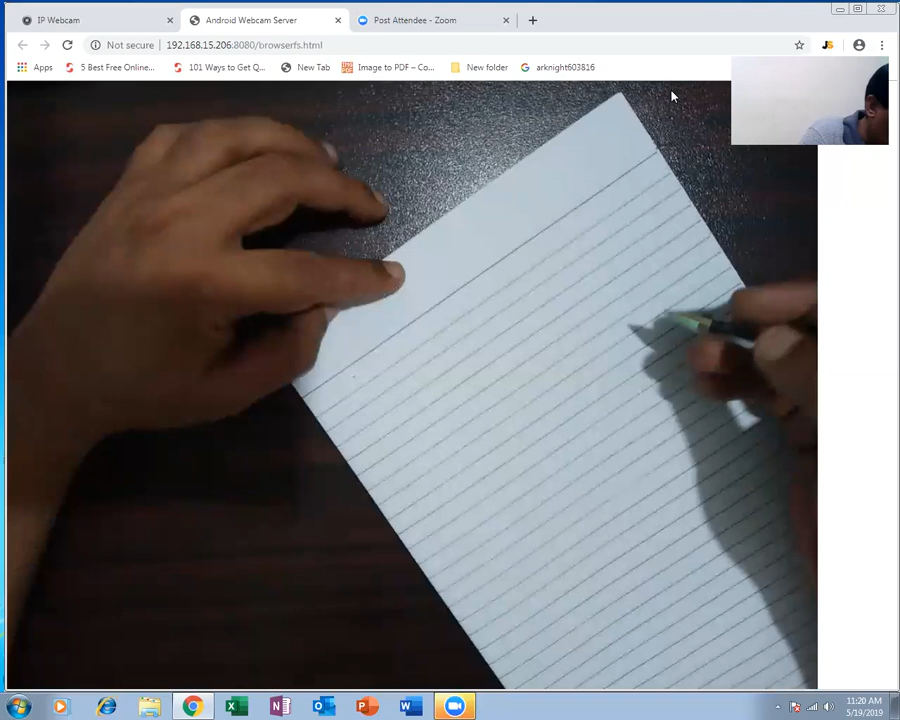 IP Webcam
Android Webcam Server
Post Attendee - Zoom
Not secure
192.168.15.206:8080/browserfs.html
JS
Apps
5 Best Free Online...
101 Ways to Get Q...
New Tab
Image to PDF – Co...
New folder
arknight603816
11:20 AM
5/19/2019